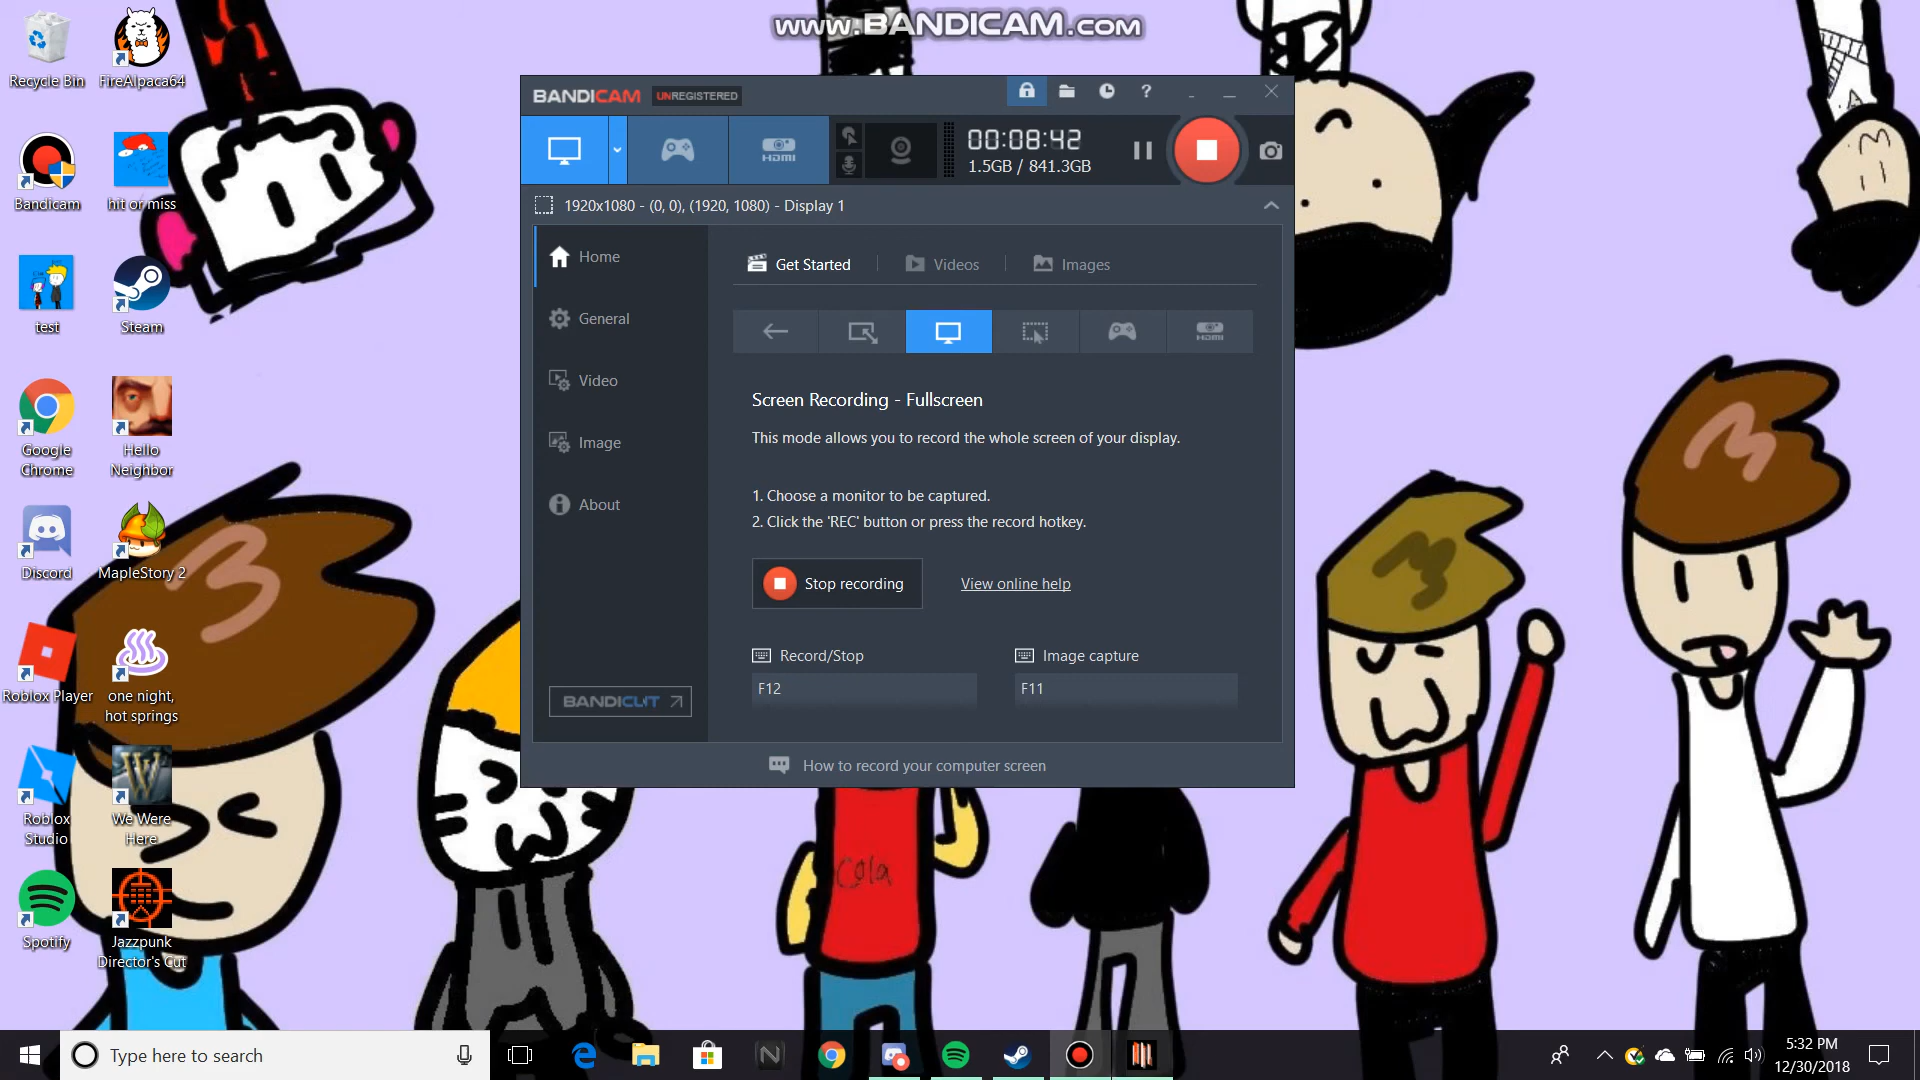 www.BANDICAM.com
Recycle Bin
FireAlpaca64
Bandicam
hit or miss
test
Steam
Google
Chrome
Hello
Neighbor
Discord
MapleStory 2
Roblox Player
one night,
hot springs
Roblox
Studio
We Were
Here
Spotify
Jazzpunk
Director's Cut
BANDICAM UNREGISTERED
?
HDMI
00:08:42
1.5GB / 841.3GB
1920x1080 - (0, 0), (1920, 1080) - Display 1
Home
General
Video
Image
About
BANDICUT
Get Started
Videos
Images
HDMI
Screen Recording - Fullscreen
This mode allows you to record the whole screen of your display.
1. Choose a monitor to be captured.
2. Click the 'REC' button or press the record hotkey.
Stop recording
View online help
Record/Stop
Image capture
F12
F11
How to record your computer screen
Cola
Type here to search
5:32 PM
12/30/2018